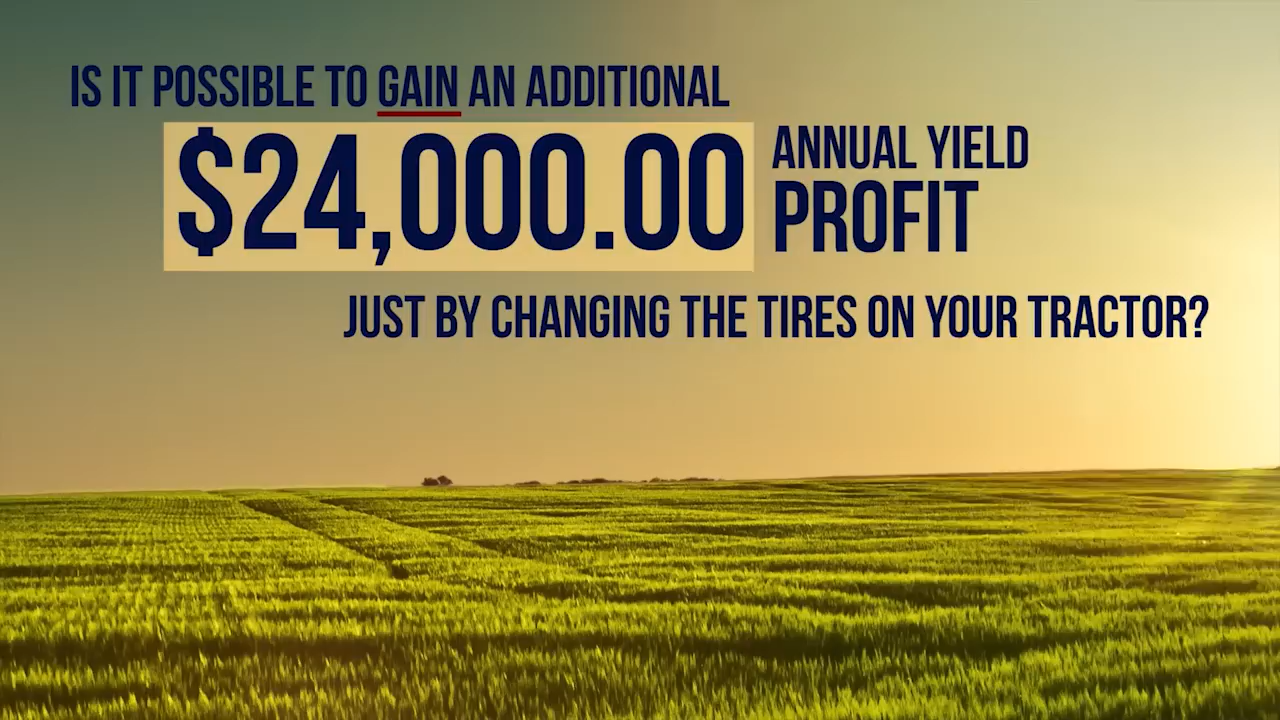 IS IT POSSIBLE TO GAIN AN ADDITIONAL
$24,000.00
ANNUAL YIELD
PROFIT
JUST BY CHANGING THE TIRES ON YOUR TRACTOR?